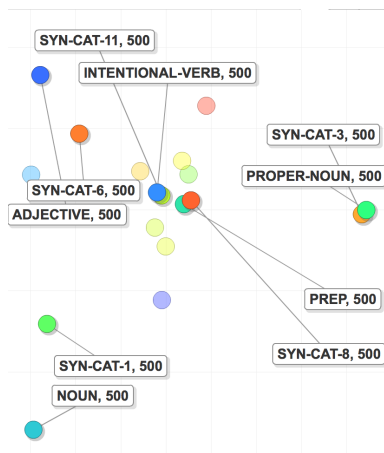 SYN-CAT-11, 500
INTENTIONAL-VERB, 500
SYN-CAT-3, 500
PROPER-NOUN, 500
SYN-CAT-6, 500
ADJECTIVE, 500
PREP, 500
SYN-CAT-8, 500
SYN-CAT-1, 500
NOUN, 500